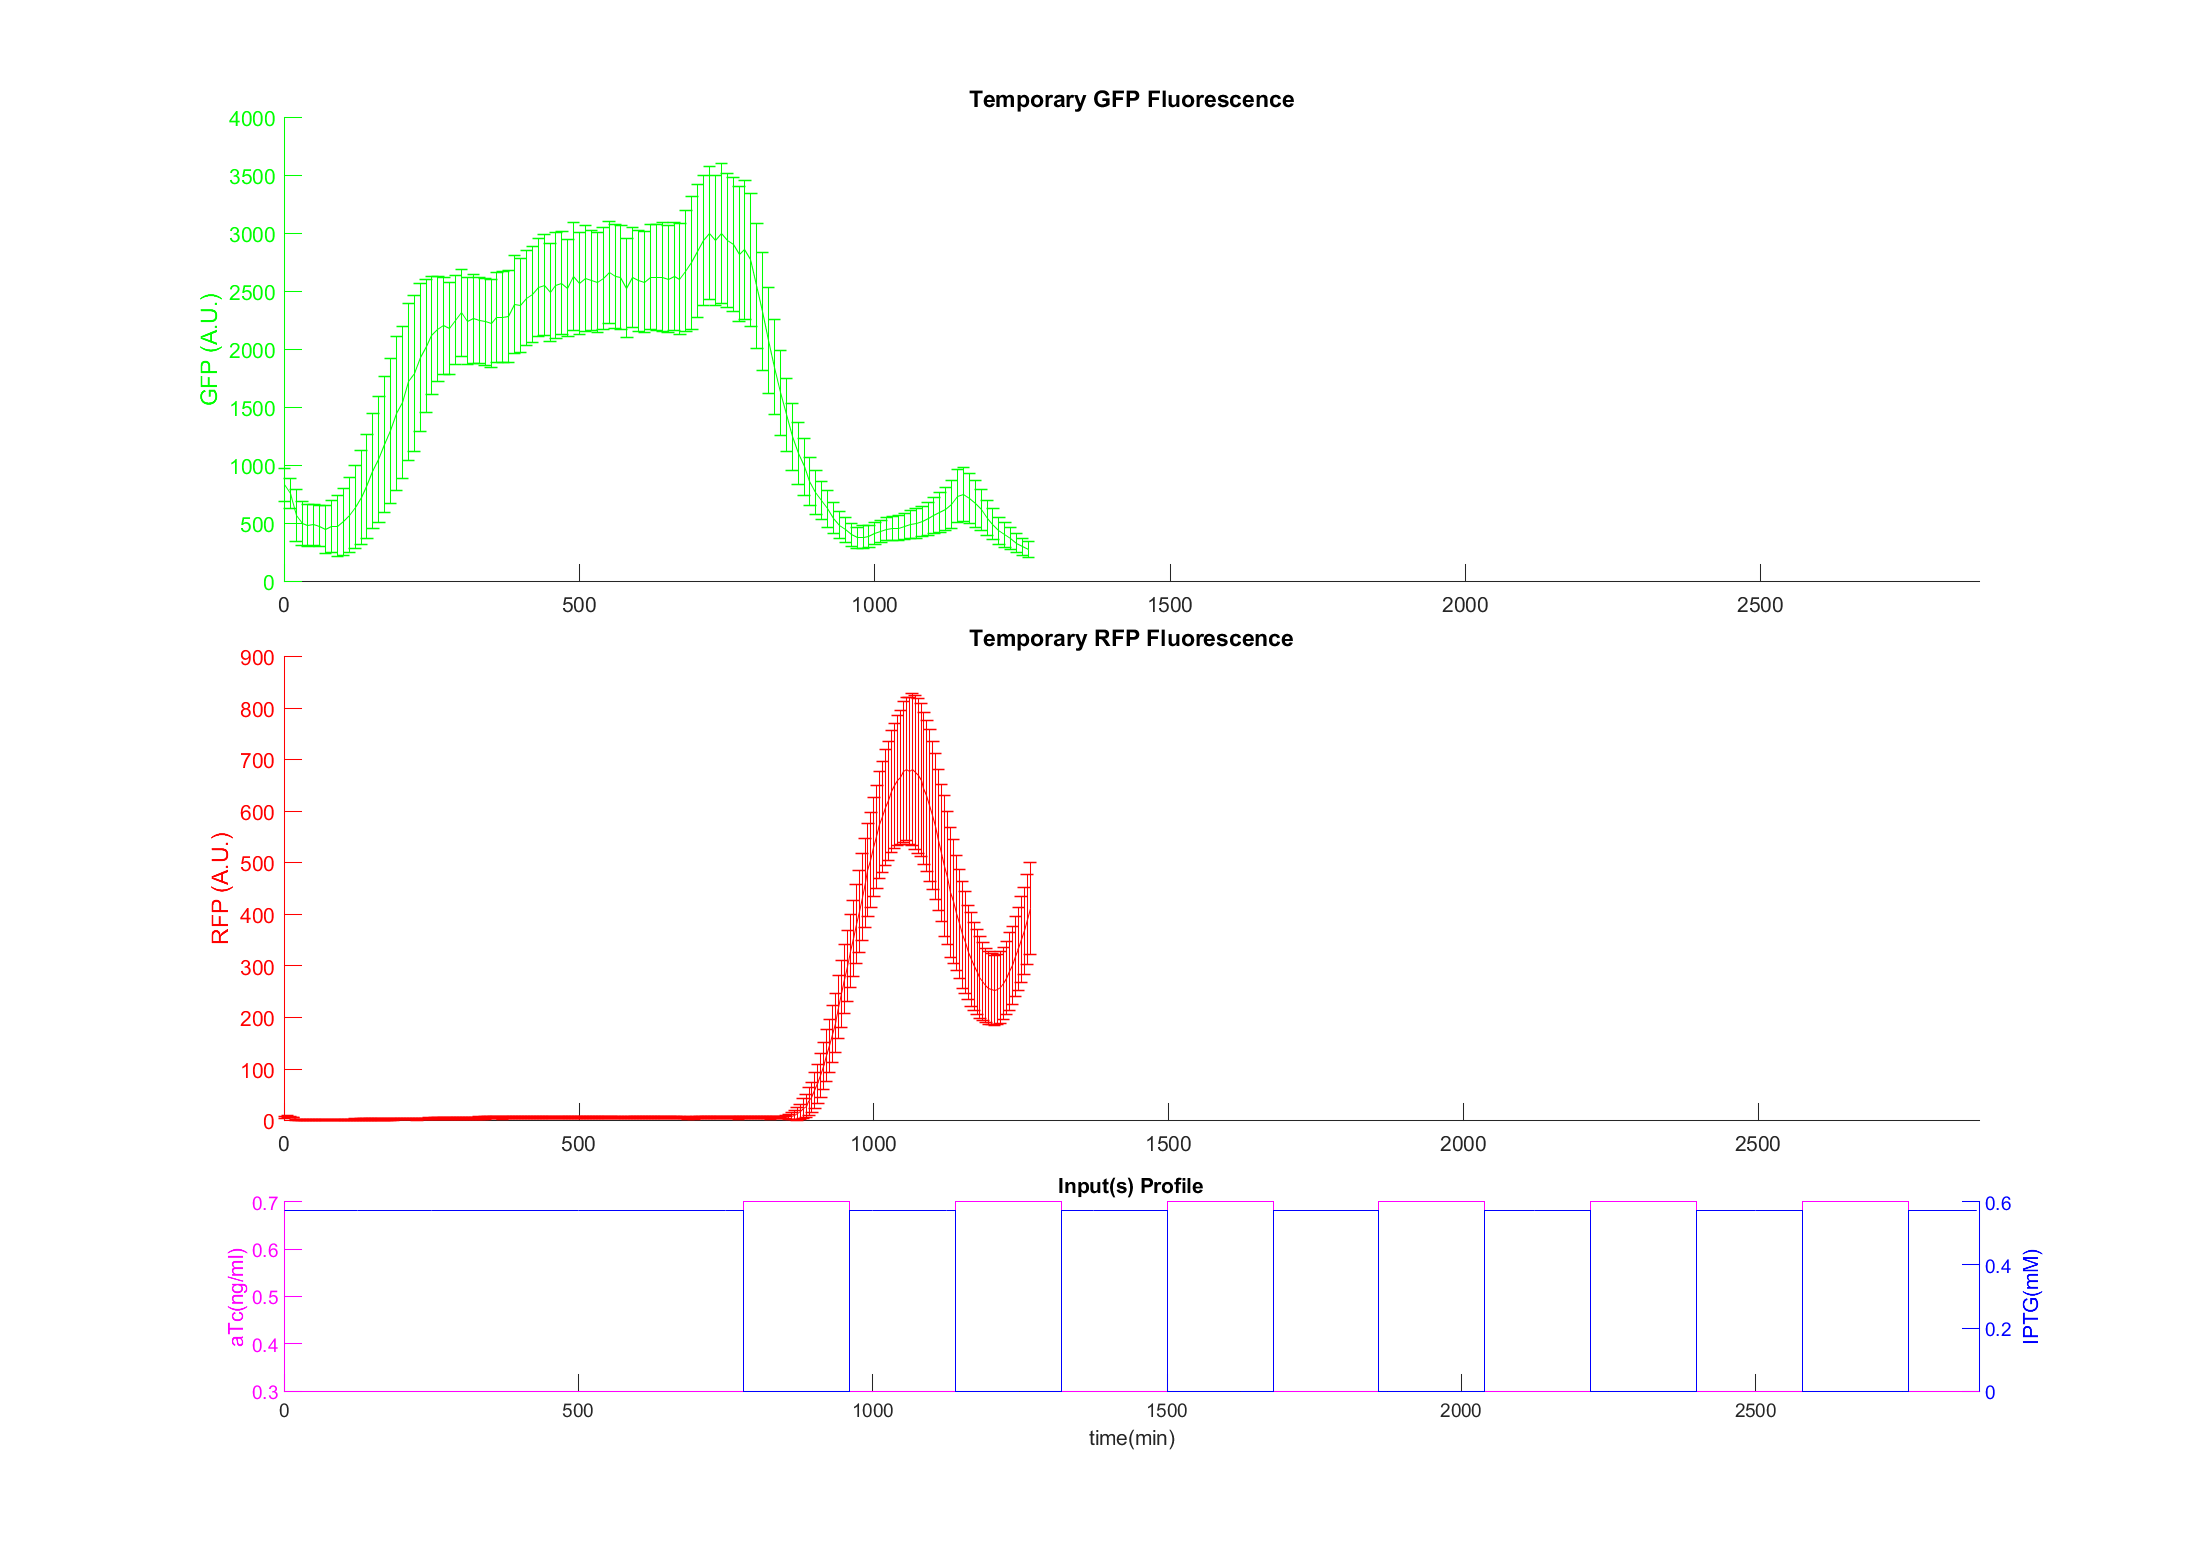 Temporary GFP Fluorescence
4000
3500
3000
2500
2000
1500
1000
500
0
GFP (A.U.)
0 500 1000 1500 2000 2500
Temporary RFP Fluorescence
900
800
700
600
500
400
300
200
100
0
RFP (A.U.)
0 500 1000 1500 2000 2500
Input(s) Profile
0.7
0.6
0.5
0.4
0.3
aTc(ng/ml)
0.6
0.4
0.2
0
IPTG(mM)
0 500 1000 1500 2000 2500
time(min)